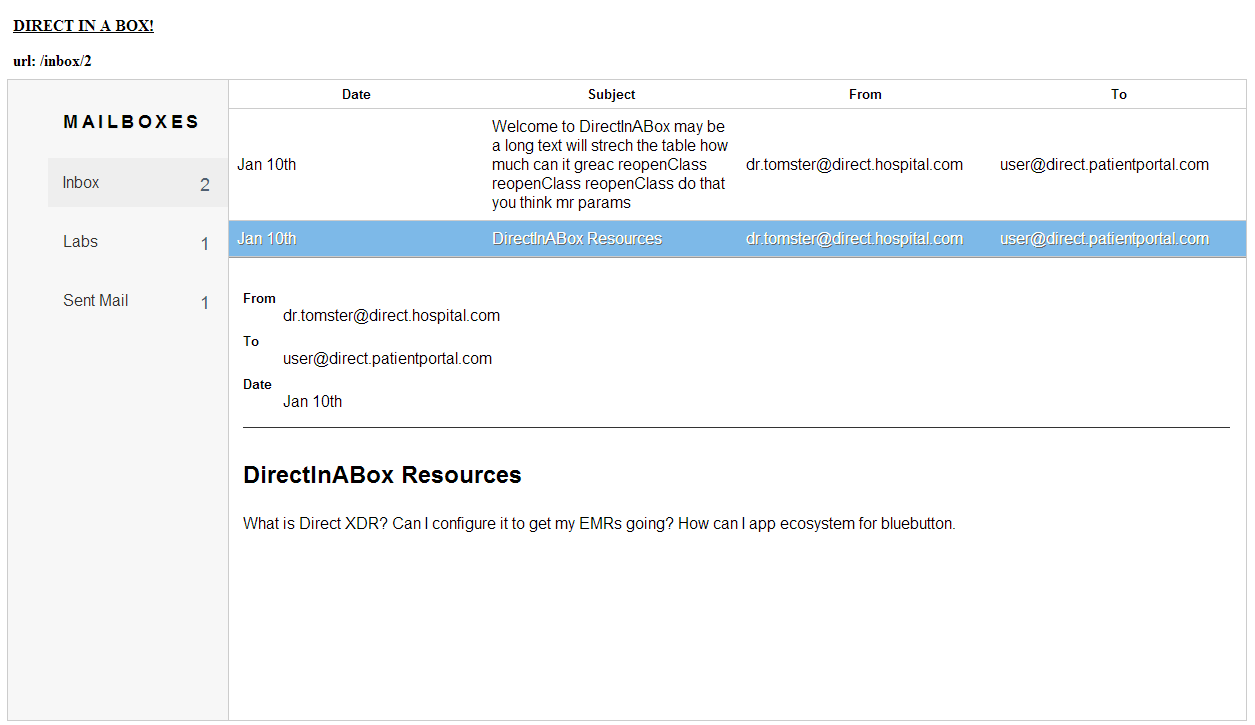 DIRECT IN A BOX!
url: /inbox/2
MAILBOXES
Inbox 2
Labs 1
Sent Mail 1
Date Subject From To
Welcome to DirectInABox may be
a long text will strech the table how
Jan 10th much can it greac reopenClass dr.tomster@direct.hospital.com user@direct.patientportal.com
reopenClass reopenClass do that
you think mr params
Jan 10th DirectInABox Resources dr.tomster@direct.hospital.com user@direct.patientportal.com
From
dr.tomster@direct.hospital.com
To
user@direct.patientportal.com
Date
Jan 10th
DirectInABox Resources
What is Direct XDR? Can I configure it to get my EMRs going? How can I app ecosystem for bluebutton.